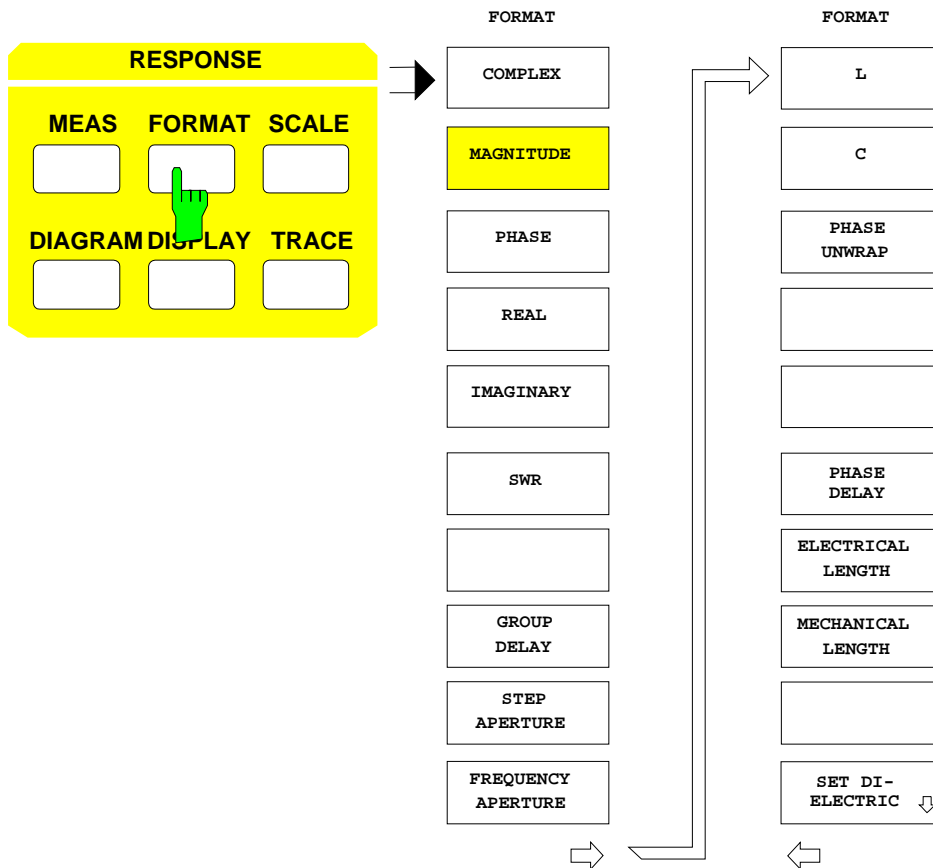 RESPONSE
MEAS FORMAT SCALE
DIAGRAM DISPLAY TRACE
FORMAT
COMPLEX
MAGNITUDE
PHASE
REAL
IMAGINARY
SWR
GROUP
DELAY
STEP
APERTURE
FREQUENCY
APERTURE
FORMAT
L
C
PHASE
UNWRAP
PHASE
DELAY
ELECTRICAL
LENGTH
MECHANICAL
LENGTH
SET DI-
ELECTRIC